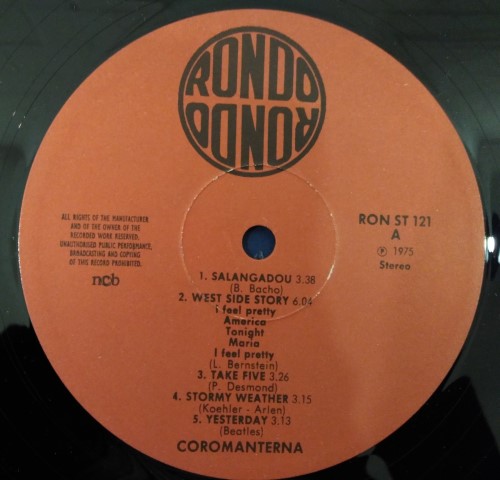 RONDO
RONDO
ALL RIGHTS OF THE MANUFACTURER
AND OF THE OWNER OF THE
RECORDED WORK RESERVED.
UNAUTHORISED PUBLIC PERFORMANCE,
BROADCASTING AND COPYING
OF THIS RECORD PROHIBITED.
ncb
RON ST 121
A
℗ 1975
Stereo
1. SALANGADOU 3.38
(B. Bacho)
2. WEST SIDE STORY 6.04
i feel pretty
America
Tonight
Maria
I feel pretty
(L. Bernstein)
3. TAKE FIVE 3.26
(P. Desmond)
4. STORMY WEATHER 3.15
(Koehler - Arlen)
5. YESTERDAY 3.13
(Beatles)
COROMANTERNA